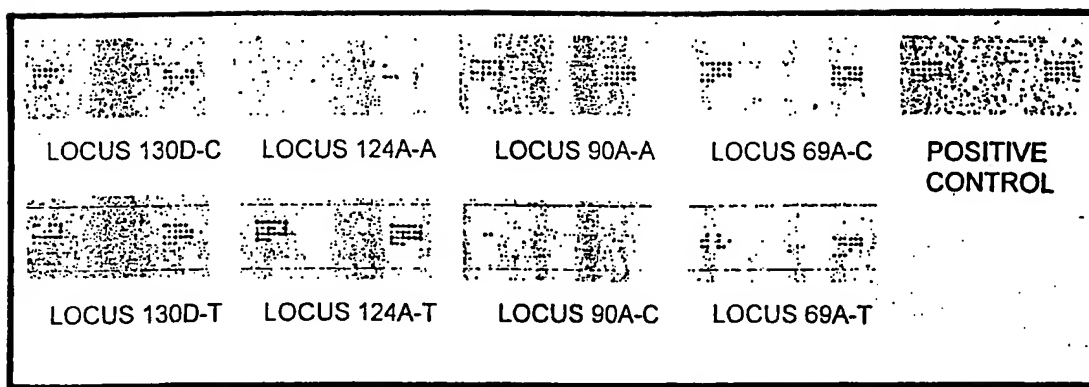 LOCUS 130D-C LOCUS 124A-A LOCUS 90A-A LOCUS 69A-C POSITIVE
CONTROL
LOCUS 130D-T LOCUS 124A-T LOCUS 90A-C LOCUS 69A-T